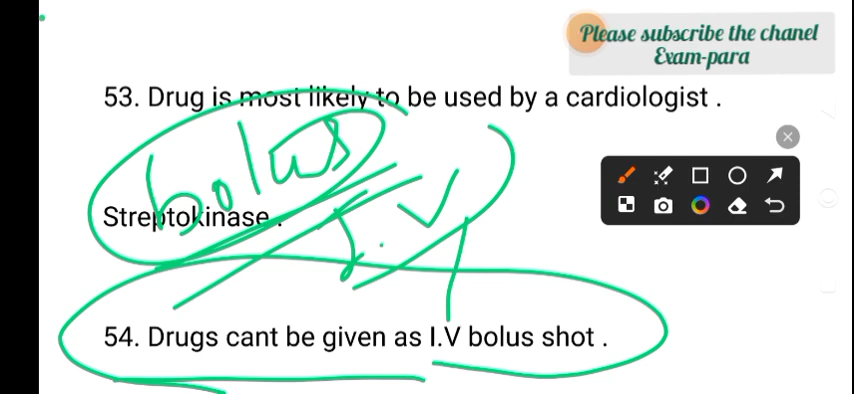 Please subscribe the chanel
Exam-para
53. Drug is most likely to be used by a cardiologist .
bolus
Streptokinase .
I.V
54. Drugs cant be given as I.V bolus shot .